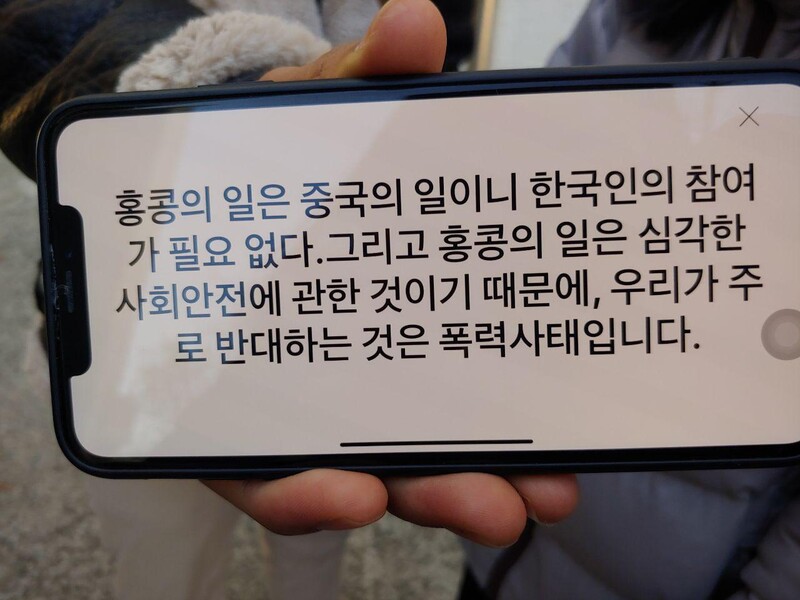 홍콩의 일은 중국의 일이니 한국인의 참여
가 필요 없다.그리고 홍콩의 일은 심각한
사회안전에 관한 것이기 때문에, 우리가 주
로 반대하는 것은 폭력사태입니다.